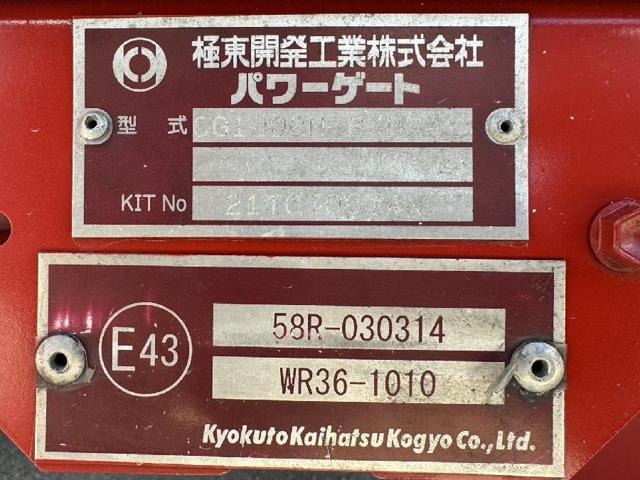 極東開発工業株式会社
パワーゲート
型式
KIT No
E43
58R-030314
WR36-1010
Kyokuto Kaihatsu Kogyo Co., Ltd.